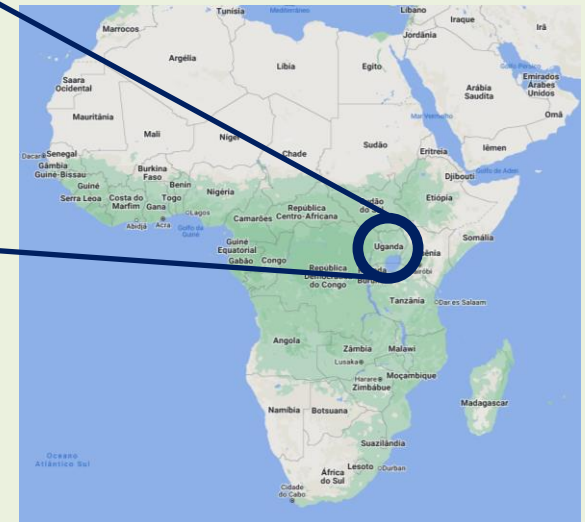 Tunísia
Mediterrâneo
Líbano
Iraque
Irã
Marrocos
Jordânia
Argélia
Líbia
Egito
Golfo Pérsico
Saara
Ocidental
Emirados
Árabes
Unidos
Arábia
Saudita
Mauritânia
Mar Vermelho
Omã
Mali
Níger
Chade
Sudão
Eritreia
Iêmen
Dacar
Senegal
Gâmbia
Guiné-Bissau
Burkina
Faso
Djibouti
Golfo de Áden
Guiné
Benin
Nigéria
Etiópia
Serra Leoa
Costa do
Marfim
Togo
Gana
Lagos
Camarões
República
Centro-Africana
Abidjã
Acra
Golfo da
Guiné
Somália
Guiné
Equatorial
Uganda
Gabão
Congo
República
do Congo
Tanzânia
Dar es Salaam
Angola
Zâmbia
Malawi
Lusaka
Harare
Moçambique
Zimbábue
Madagascar
Namíbia
Botsuana
Oceano
Atlântico Sul
Suazilândia
África
do Sul
Lesoto
Durban
Cidade
do Cabo